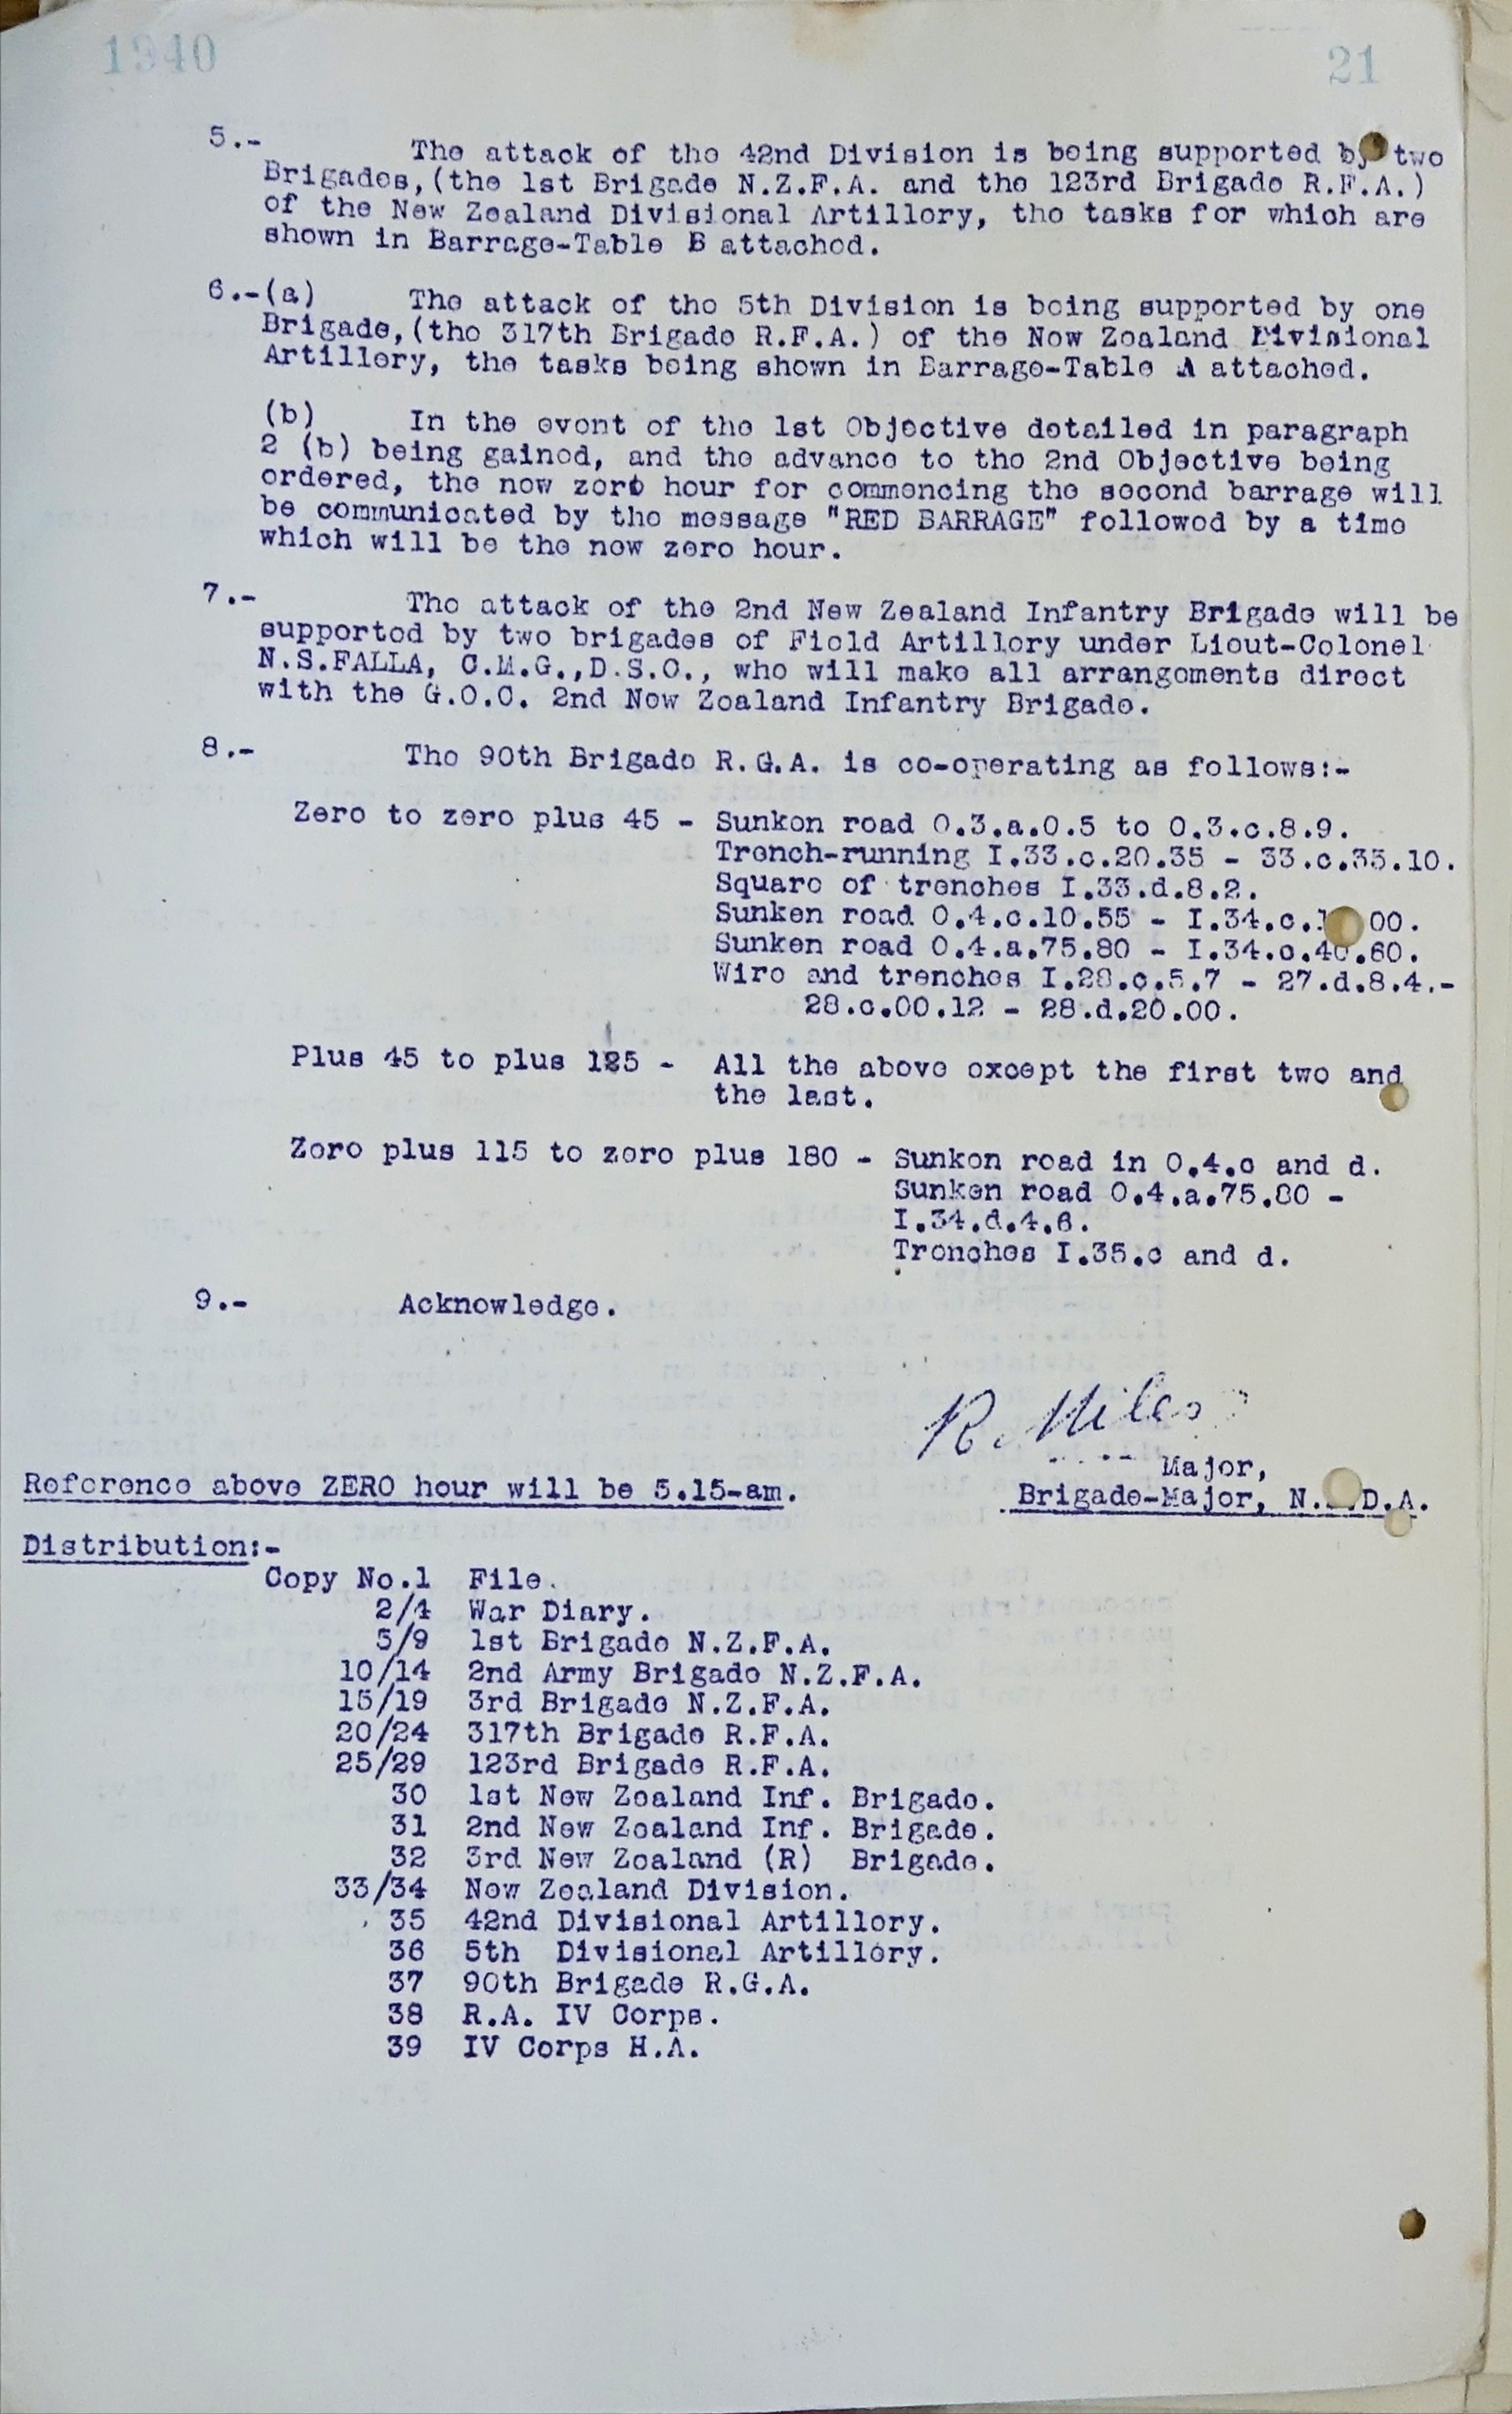 1940
21
5.- The attack of the 42nd Division is being supported by two
Brigades,(the 1st Brigade N.Z.F.A. and the 123rd Brigade R.F.A.)
of the New Zealand Divisional Artillery, the tasks for which are
shown in Barrage-Table B attached.
6.-(a) The attack of the 5th Division is being supported by one
Brigade,(the 317th Brigade R.F.A.) of the New Zealand Divisional
Artillery, the tasks being shown in Barrage-Table A attached.
(b) In the event of the 1st Objective detailed in paragraph
2 (b) being gained, and the advance to the 2nd Objective being
ordered, the new zero hour for commencing the second barrage will
be communicated by the message "RED BARRAGE" followed by a time
which will be the new zero hour.
7.- The attack of the 2nd New Zealand Infantry Brigade will be
supported by two brigades of Field Artillery under Lieut-Colonel
N.S.FALLA, C.M.G.,D.S.O., who will make all arrangements direct
with the G.O.C. 2nd New Zealand Infantry Brigade.
8.- The 90th Brigade R.G.A. is co-operating as follows:-
Zero to zero plus 45 - Sunken road O.3.a.0.5 to O.3.c.8.9.
Trench-running I.33.c.20.35 - 33.c.35.10.
Square of trenches I.33.d.8.2.
Sunken road O.4.c.10.55 - I.34.c. 00.
Sunken road O.4.a.75.80 - I.34.c.40.60.
Wire and trenches I.28.c.5.7 - 27.d.8.4.-
28.c.00.12 - 28.d.20.00.
Plus 45 to plus 125 - All the above except the first two and
the last.
Zero plus 115 to zero plus 180 - Sunken road in O.4.c and d.
Sunken road O.4.a.75.80 -
I.34.d.4.6.
Trenches I.35.c and d.
9.- Acknowledge.
R. Miles
Major,
Reference above ZERO hour will be 5.15-am.
Brigade-Major, N. D.A.
Distribution:-
Copy No.1 File.
2/4 War Diary.
5/9 1st Brigade N.Z.F.A.
10/14 2nd Army Brigade N.Z.F.A.
15/19 3rd Brigade N.Z.F.A.
20/24 317th Brigade R.F.A.
25/29 123rd Brigade R.F.A.
30 1st New Zealand Inf. Brigade.
31 2nd New Zealand Inf. Brigade.
32 3rd New Zealand (R) Brigade.
33/34 New Zealand Division.
35 42nd Divisional Artillery.
36 5th Divisional Artillery.
37 90th Brigade R.G.A.
38 R.A. IV Corps.
39 IV Corps H.A.